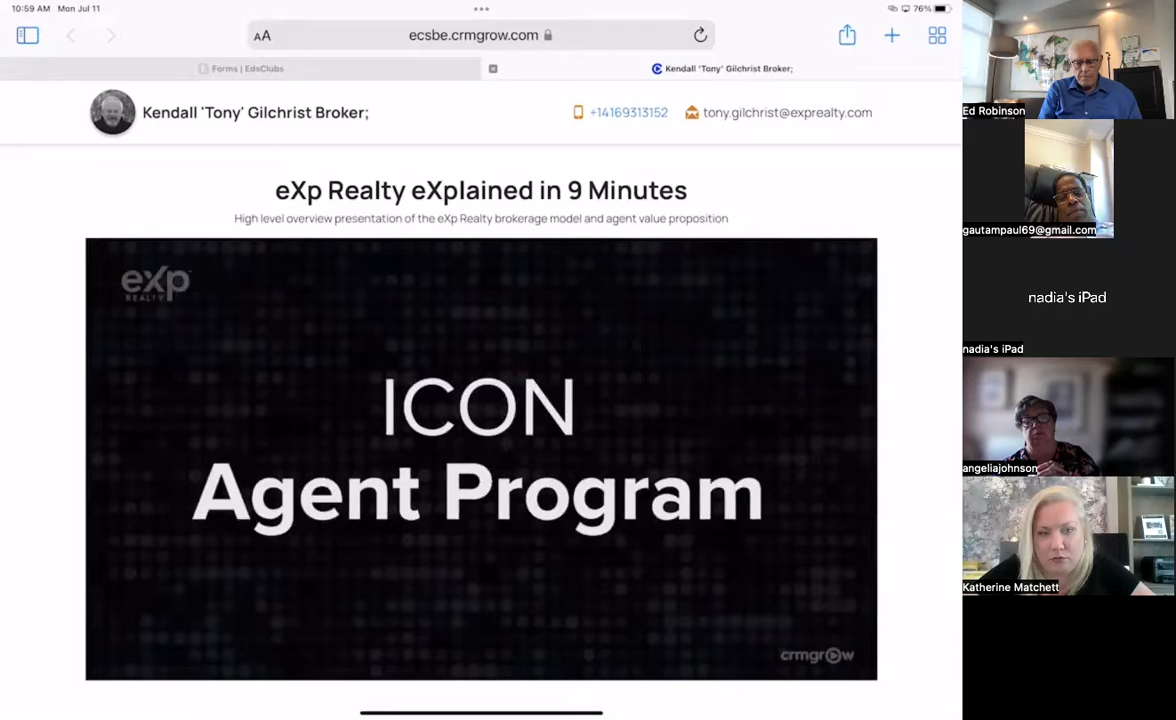 10:59 AM Mon Jul 11
76%
AA
ecsbe.crmgrow.com
Forms | EdsClubs
Kendall 'Tony' Gilchrist Broker;
Kendall 'Tony' Gilchrist Broker;
+14169313152
tony.gilchrist@exprealty.com
eXp Realty eXplained in 9 Minutes
High level overview presentation of the eXp Realty brokerage model and agent value proposition
eXp
REALTY
ICON
Agent Program
crmgrow
Ed Robinson
gautampaul69@gmail.com
nadia's iPad
nadia's iPad
angeliajohnson
Katherine Matchett